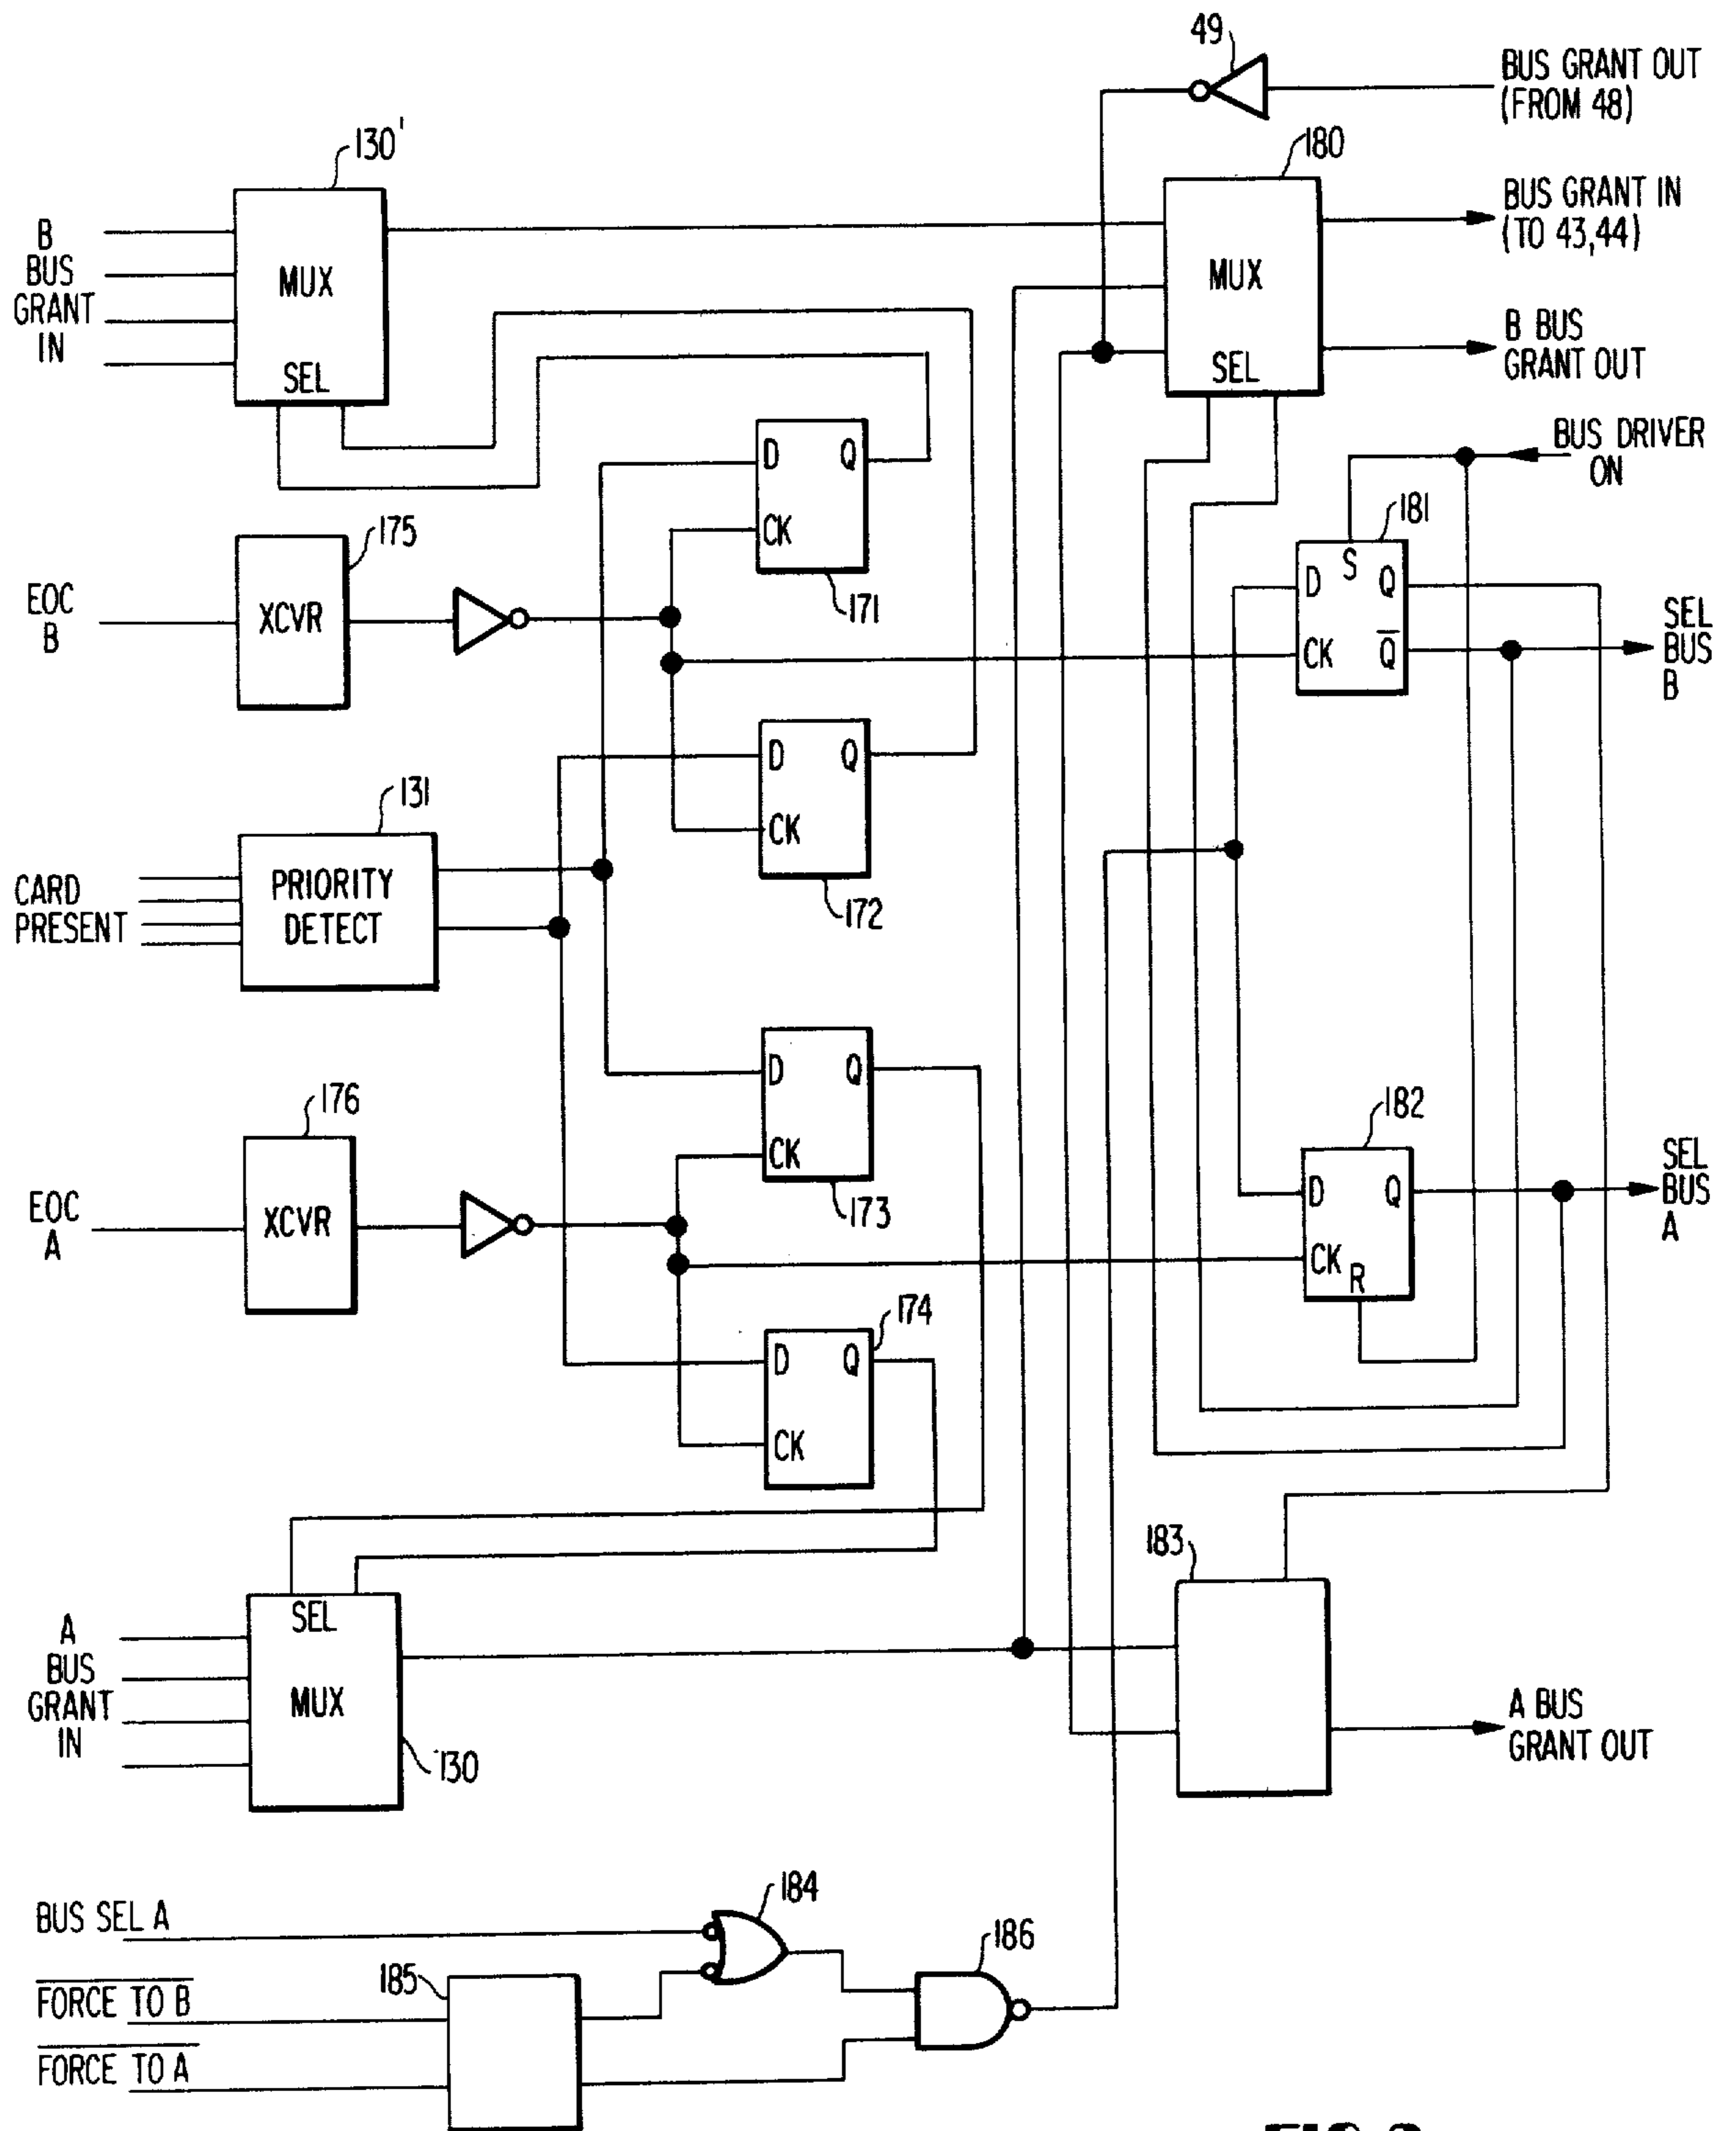 49
BUS GRANT OUT
(FROM 48)
130'
180
B
BUS
GRANT
IN
MUX
SEL
MUX
SEL
BUS GRANT IN
(TO 43,44)
B BUS
GRANT OUT
BUS DRIVER
ON
D Q
CK
171
175
EOC
B
XCVR
181
S
D Q
CK Q̅
SEL
BUS
B
D Q
CK
172
131
CARD
PRESENT
PRIORITY
DETECT
D Q
CK
173
176
EOC
A
XCVR
182
D Q
CK R
SEL
BUS
A
174
D Q
CK
183
A
BUS
GRANT
IN
SEL
MUX
130
A BUS
GRANT OUT
BUS SEL A
184
186
FORCE TO B
185
FORCE TO A